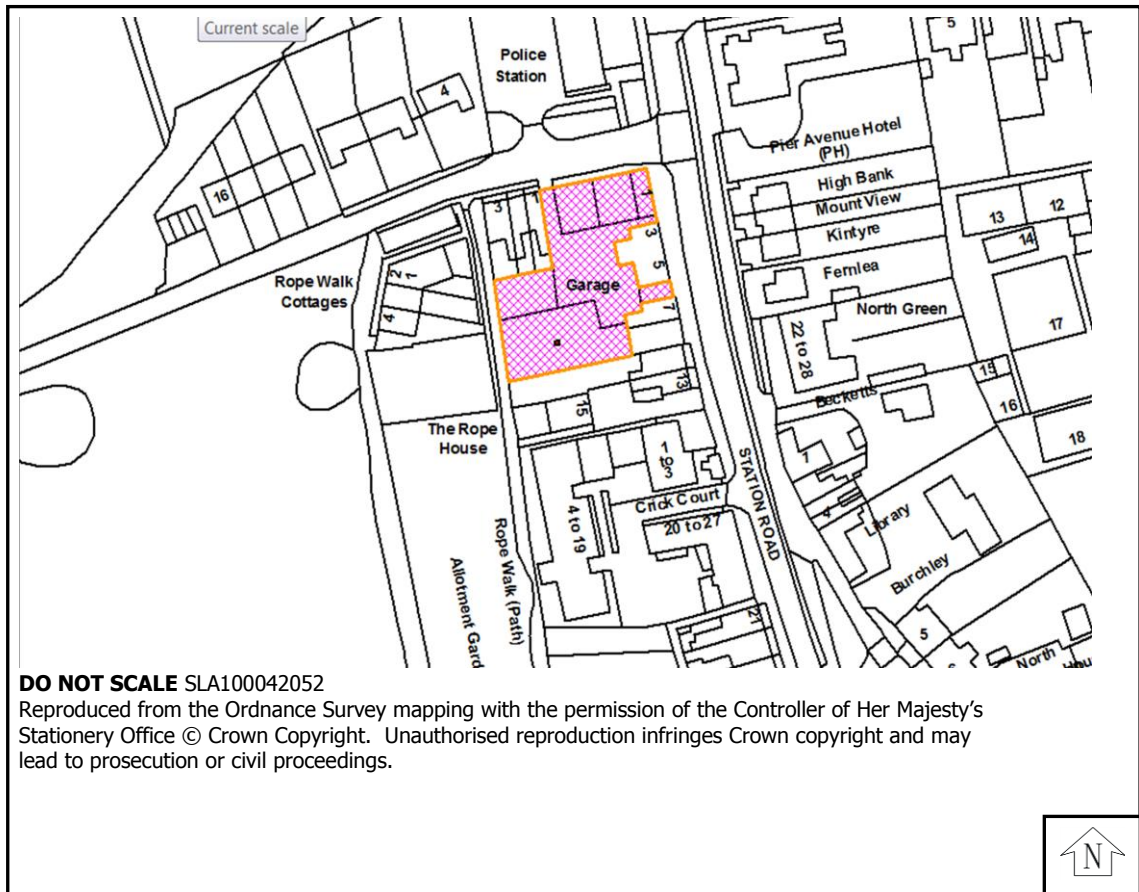 Current scale
Police
Station
5
4
Pier Avenue Hotel
(PH)
High Bank
Mount View
Kintyre
Fernlea
North Green
16
3
1
1
3
5
7
Garage
13
12
14
17
Rope Walk
Cottages
2
1
4
22 to 28
Becketts
15
16
18
13
15
The Rope
House
1
to
3
Crick Court
20 to 27
4 to 19
STATION ROAD
1
4
Library
Burchley
Rope Walk (Path)
Allotment Gard
21
5
North
DO NOT SCALE SLA100042052
Reproduced from the Ordnance Survey mapping with the permission of the Controller of Her Majesty’s
Stationery Office © Crown Copyright. Unauthorised reproduction infringes Crown copyright and may
lead to prosecution or civil proceedings.
N